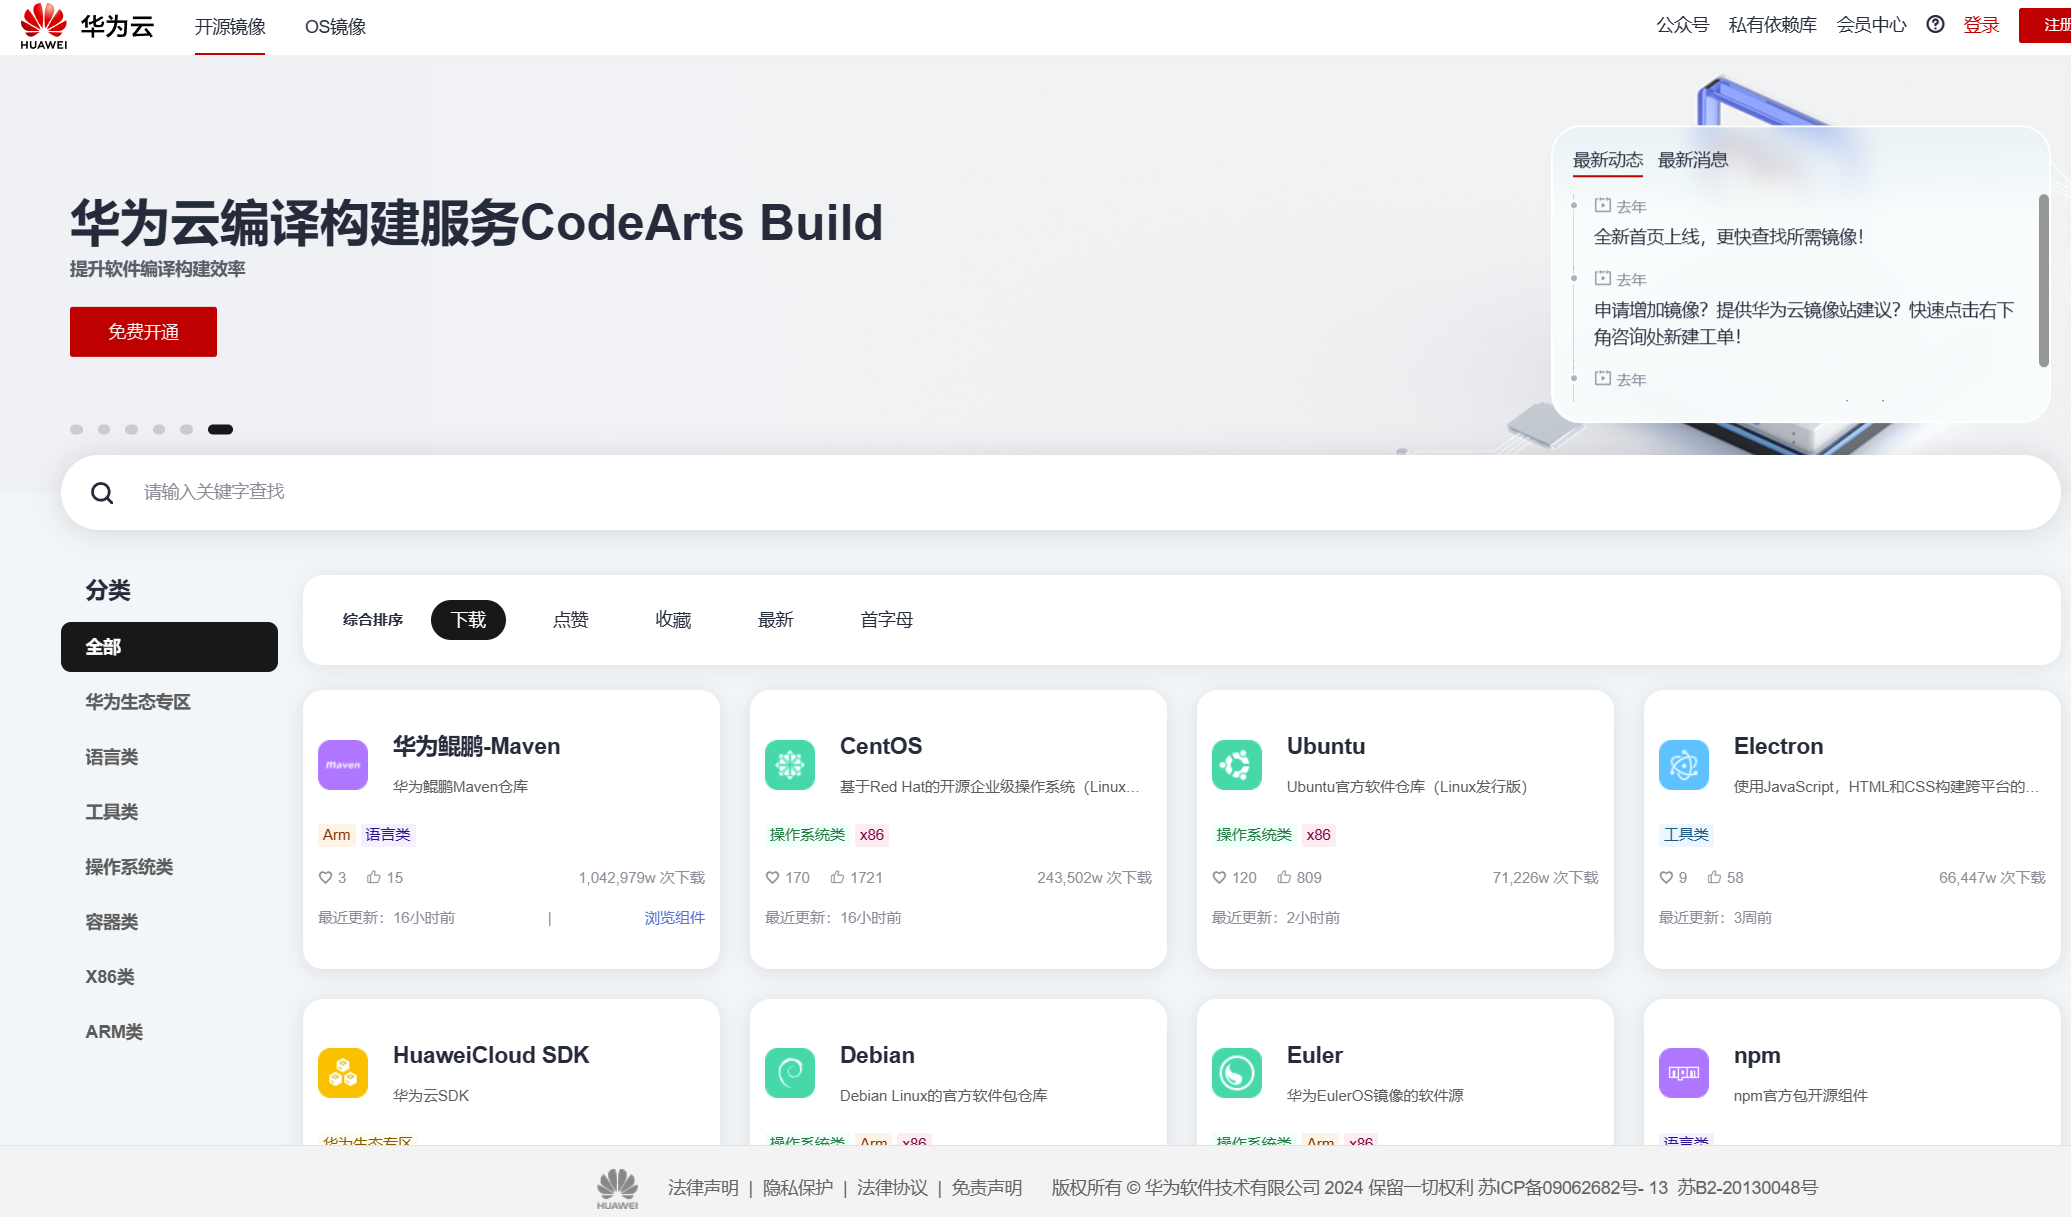 HUAWEI 华为云 开源镜像 OS镜像 公众号 私有依赖库 会员中心 登录
华为云编译构建服务CodeArts Build
提升软件编译构建效率
免费开通
最新动态 最新消息
去年
全新首页上线，更快查找所需镜像！
去年
申请增加镜像？提供华为云镜像站建议？快速点击右下
角咨询处新建工单！
去年
请输入关键字查找
分类
全部
华为生态专区
语言类
工具类
操作系统类
容器类
X86类
ARM类
综合排序 下载 点赞 收藏 最新 首字母
Maven
华为鲲鹏-Maven
华为鲲鹏Maven仓库
Arm 语言类
3 15 1,042,979w 次下载
最近更新：16小时前 | 浏览组件
CentOS
基于Red Hat的开源企业级操作系统（Linux...
操作系统类 x86
170 1721 243,502w 次下载
最近更新：16小时前
Ubuntu
Ubuntu官方软件仓库（Linux发行版）
操作系统类 x86
120 809 71,226w 次下载
最近更新：2小时前
Electron
使用JavaScript，HTML和CSS构建跨平台的...
工具类
9 58 66,447w 次下载
最近更新：3周前
HuaweiCloud SDK
华为云SDK
华为生态专区
Debian
Debian Linux的官方软件包仓库
操作系统类 Arm x86
Euler
华为EulerOS镜像的软件源
操作系统类 Arm x86
npm
npm
npm官方包开源组件
语言类
HUAWEI 法律声明 | 隐私保护 | 法律协议 | 免责声明 版权所有 © 华为软件技术有限公司 2024 保留一切权利 苏ICP备09062682号- 13 苏B2-20130048号